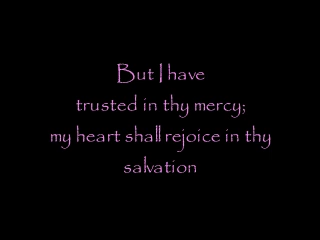 But I have
trusted in thy mercy;
my heart shall rejoice in thy
salvation